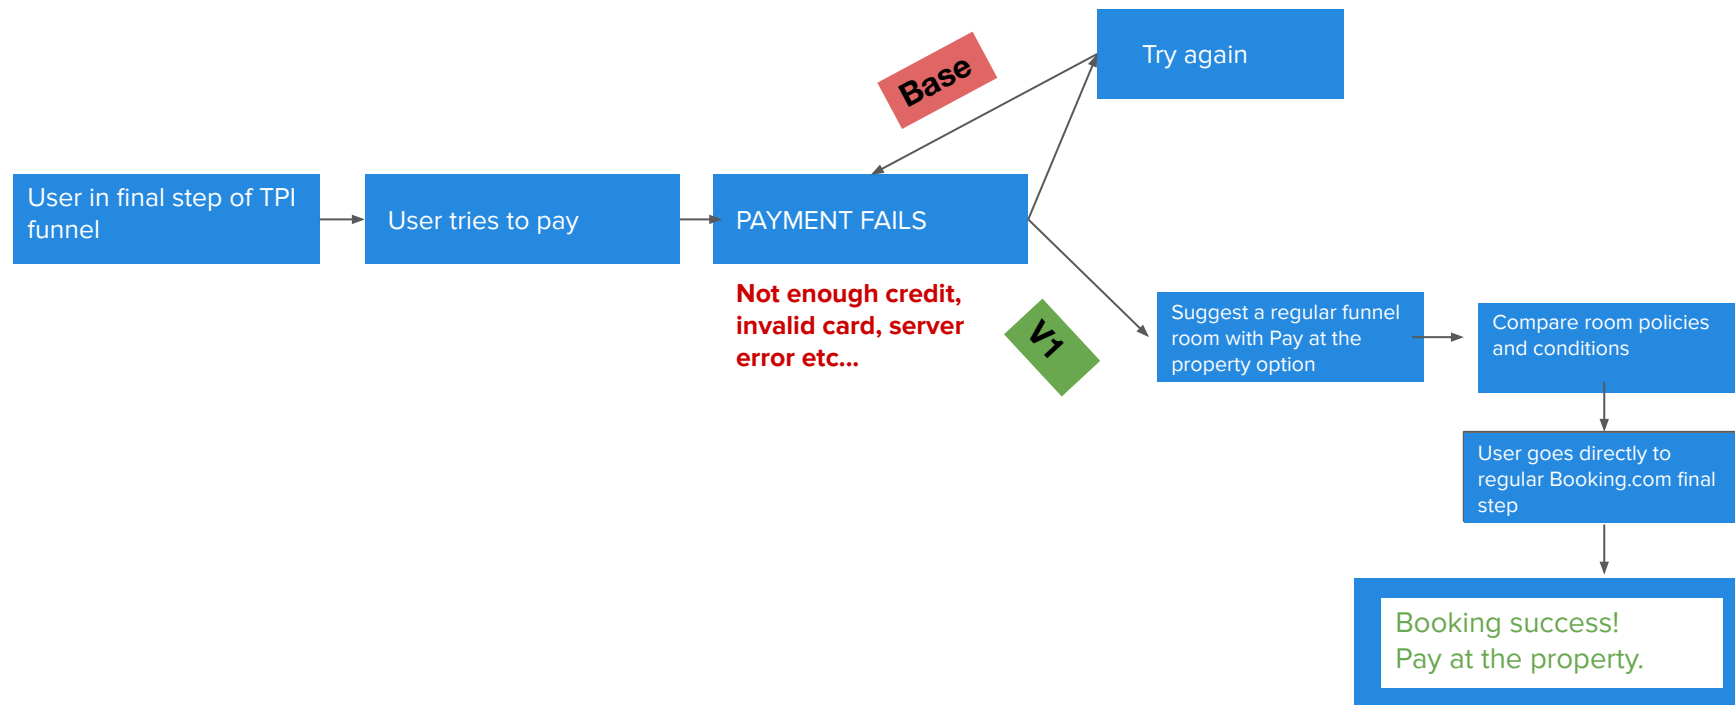 Try again
Base
User in final step of TPI
funnel
User tries to pay
PAYMENT FAILS
Not enough credit,
invalid card, server
error etc...
V1
Suggest a regular funnel
room with Pay at the
property option
Compare room policies
and conditions
User goes directly to
regular Booking.com final
step
Booking success!
Pay at the property.